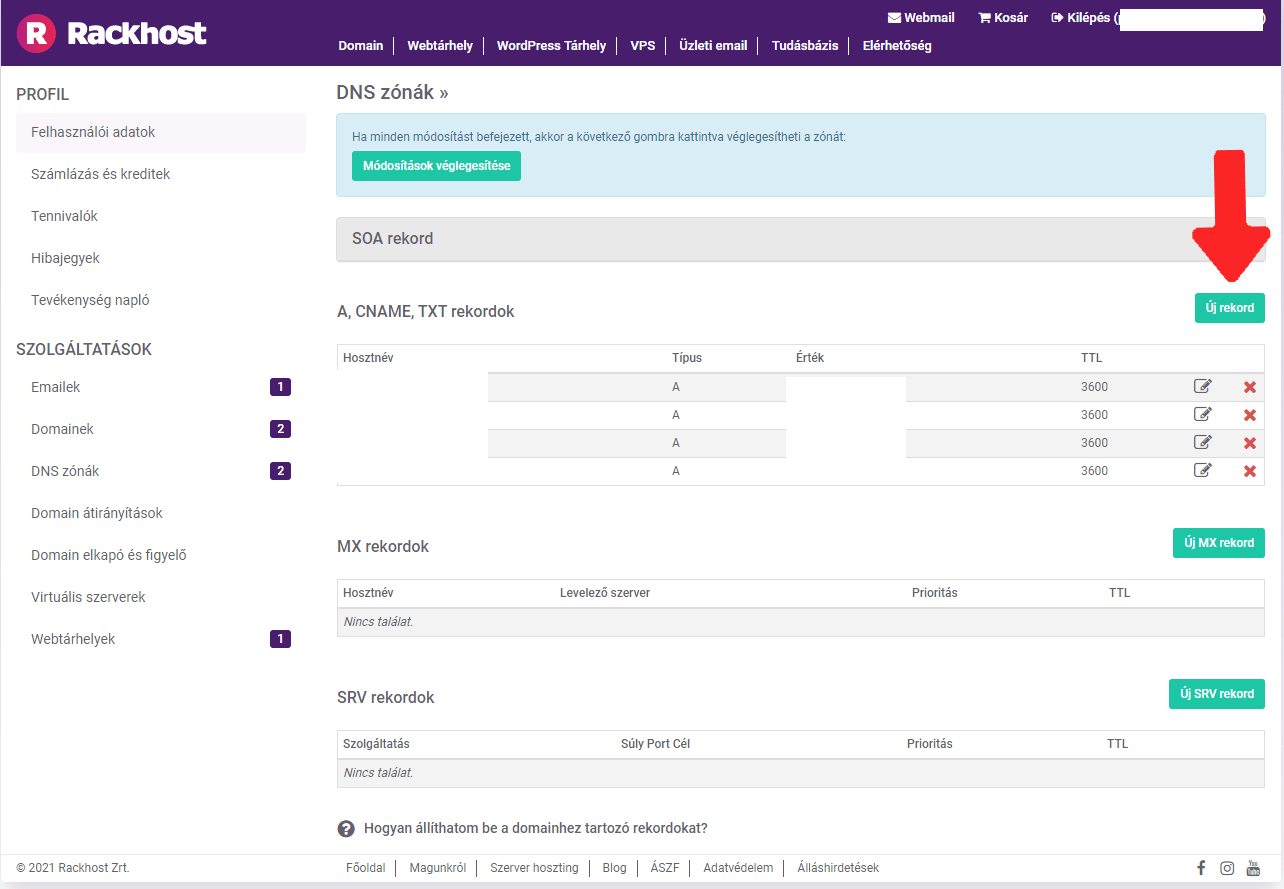 R Rackhost
Webmail Kosár Kilépés (
Domain Webtárhely WordPress Tárhely VPS Üzleti email Tudásbázis Elérhetőség
PROFIL
Felhasználói adatok
Számlázás és kreditek
Tennivalók
Hibajegyek
Tevékenység napló
SZOLGÁLTATÁSOK
Emailek 1
Domainek 2
DNS zónák 2
Domain átirányítások
Domain elkapó és figyelő
Virtuális szerverek
Webtárhelyek 1
DNS zónák »
Ha minden módosítást befejezett, akkor a következő gombra kattintva véglegesítheti a zónát:
Módosítások véglegesítése
SOA rekord
A, CNAME, TXT rekordok
Új rekord
Hosztnév Típus Érték TTL
A 3600
A 3600
A 3600
A 3600
MX rekordok
Új MX rekord
Hosztnév Levelező szerver Prioritás TTL
Nincs találat.
SRV rekordok
Új SRV rekord
Szolgáltatás Súly Port Cél Prioritás TTL
Nincs találat.
? Hogyan állíthatom be a domainhez tartozó rekordokat?
© 2021 Rackhost Zrt. Főoldal Magunkról Szerver hoszting Blog ÁSZF Adatvédelem Álláshirdetések
You Tube